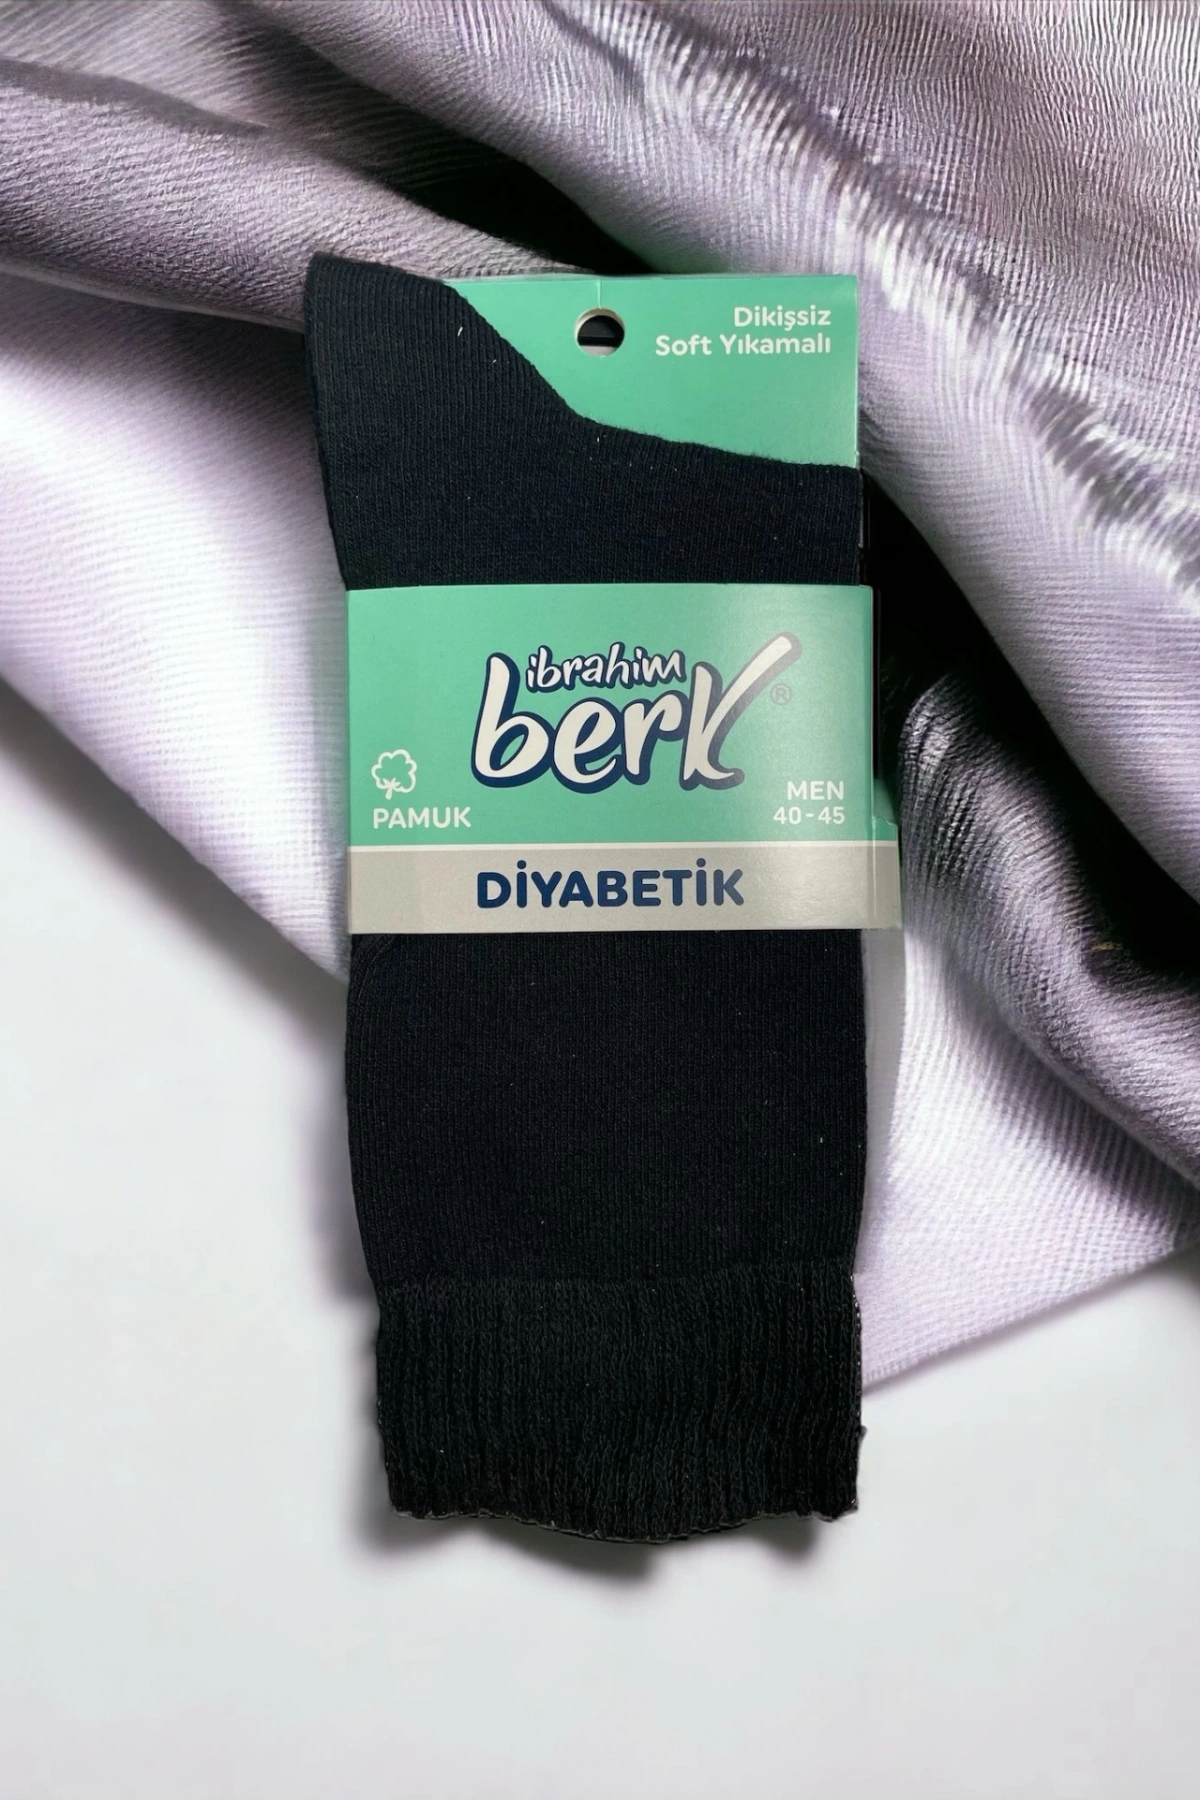 Dikişsiz
Soft Yıkamalı
ibrahim
berk®
PAMUK
MEN
40-45
DİYABETİK